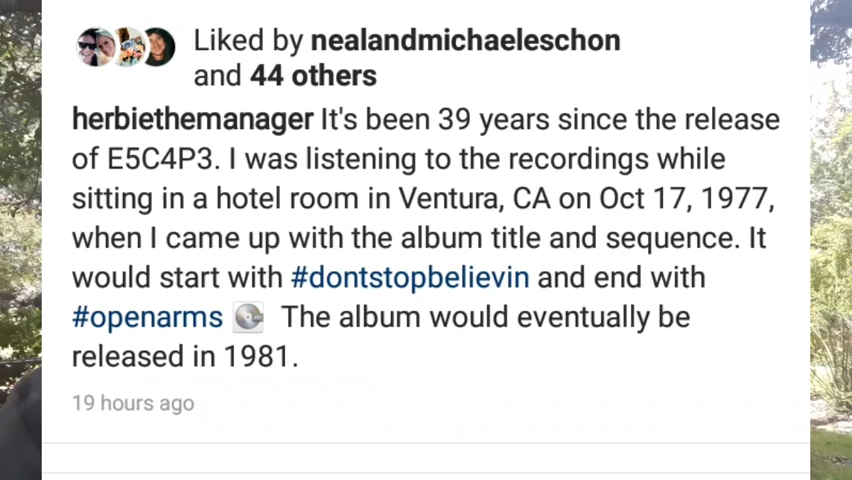 Liked by nealandmichaeleschon
and 44 others
herbiethemanager It's been 39 years since the release
of E5C4P3. I was listening to the recordings while
sitting in a hotel room in Ventura, CA on Oct 17, 1977,
when I came up with the album title and sequence. It
would start with #dontstopbelievin and end with
#openarms The album would eventually be
released in 1981.
19 hours ago